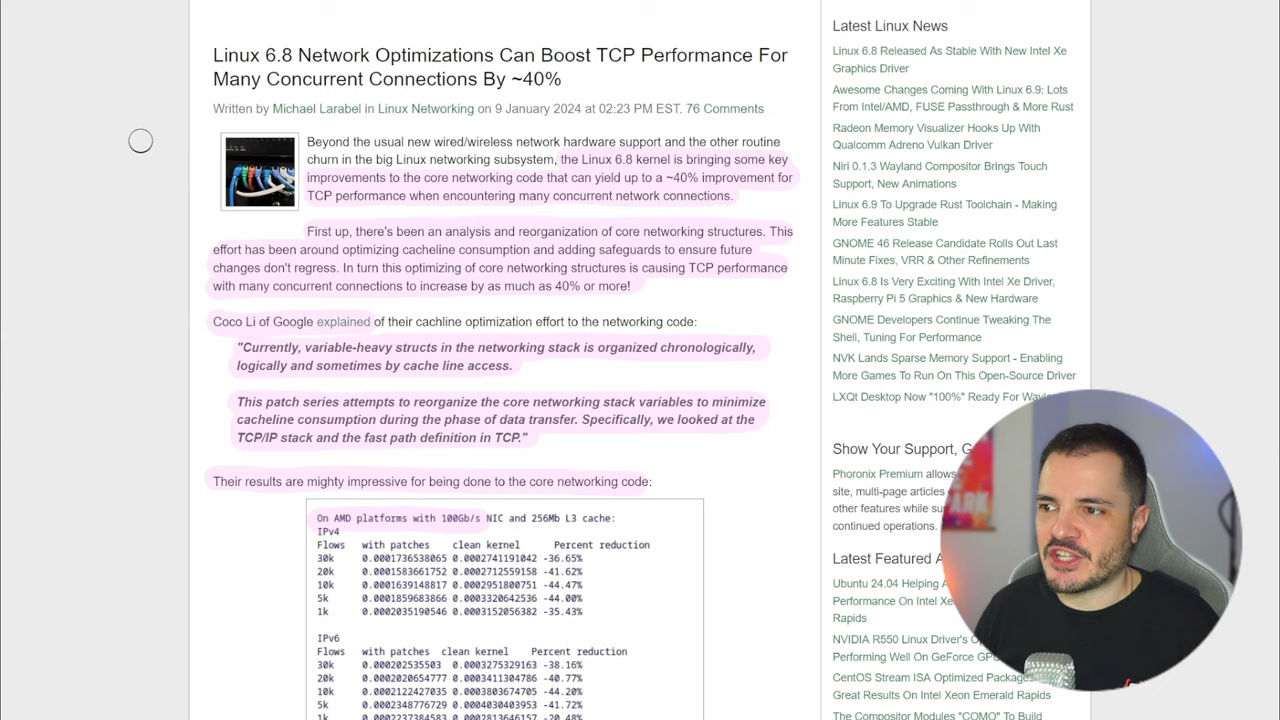 Linux 6.8 Network Optimizations Can Boost TCP Performance For
Many Concurrent Connections By ~40%
Written by Michael Larabel in Linux Networking on 9 January 2024 at 02:23 PM EST. 76 Comments
Beyond the usual new wired/wireless network hardware support and the other routine
churn in the big Linux networking subsystem, the Linux 6.8 kernel is bringing some key
improvements to the core networking code that can yield up to a ~40% improvement for
TCP performance when encountering many concurrent network connections.
First up, there's been an analysis and reorganization of core networking structures. This
effort has been around optimizing cacheline consumption and adding safeguards to ensure future
changes don't regress. In turn this optimizing of core networking structures is causing TCP performance
with many concurrent connections to increase by as much as 40% or more!
Coco Li of Google explained of their cachline optimization effort to the networking code:
"Currently, variable-heavy structs in the networking stack is organized chronologically,
logically and sometimes by cache line access.
This patch series attempts to reorganize the core networking stack variables to minimize
cacheline consumption during the phase of data transfer. Specifically, we looked at the
TCP/IP stack and the fast path definition in TCP."
Their results are mighty impressive for being done to the core networking code:
On AMD platforms with 100Gb/s NIC and 256Mb L3 cache:
IPv4
Flows with patches clean kernel Percent reduction
30k 0.0001736538065 0.0002741191042 -36.65%
20k 0.0001583661752 0.0002712559158 -41.62%
10k 0.0001639148817 0.0002951800751 -44.47%
5k 0.0001859683866 0.0003320642536 -44.00%
1k 0.0002035190546 0.0003152056382 -35.43%
IPv6
Flows with patches clean kernel Percent reduction
30k 0.000202535503 0.0003275329163 -38.16%
20k 0.0002020654777 0.0003411304786 -40.77%
10k 0.0002122427035 0.0003803674705 -44.20%
5k 0.0002348776729 0.0004030403953 -41.72%
1k 0.0002237384583 0.0002813646157 -20.48%
Latest Linux News
Linux 6.8 Released As Stable With New Intel Xe
Graphics Driver
Awesome Changes Coming With Linux 6.9: Lots
From Intel/AMD, FUSE Passthrough & More Rust
Radeon Memory Visualizer Hooks Up With
Qualcomm Adreno Vulkan Driver
Niri 0.1.3 Wayland Compositor Brings Touch
Support, New Animations
Linux 6.9 To Upgrade Rust Toolchain - Making
More Features Stable
GNOME 46 Release Candidate Rolls Out Last
Minute Fixes, VRR & Other Refinements
Linux 6.8 Is Very Exciting With Intel Xe Driver,
Raspberry Pi 5 Graphics & New Hardware
GNOME Developers Continue Tweaking The
Shell, Tuning For Performance
NVK Lands Sparse Memory Support - Enabling
More Games To Run On This Open-Source Driver
LXQt Desktop Now "100%" Ready For
Show Your Support,
Phoronix Premium allows
site, multi-page articles
other features while
continued operations.
Latest Featured
Ubuntu 24.04 Helping
Performance On Intel
Rapids
NVIDIA R550 Linux Driver's
Performing Well On GeForce
CentOS Stream ISA Optimized
Great Results On Intel Xeon Emerald Rapids
The Compositor Modules "COMO" To Build